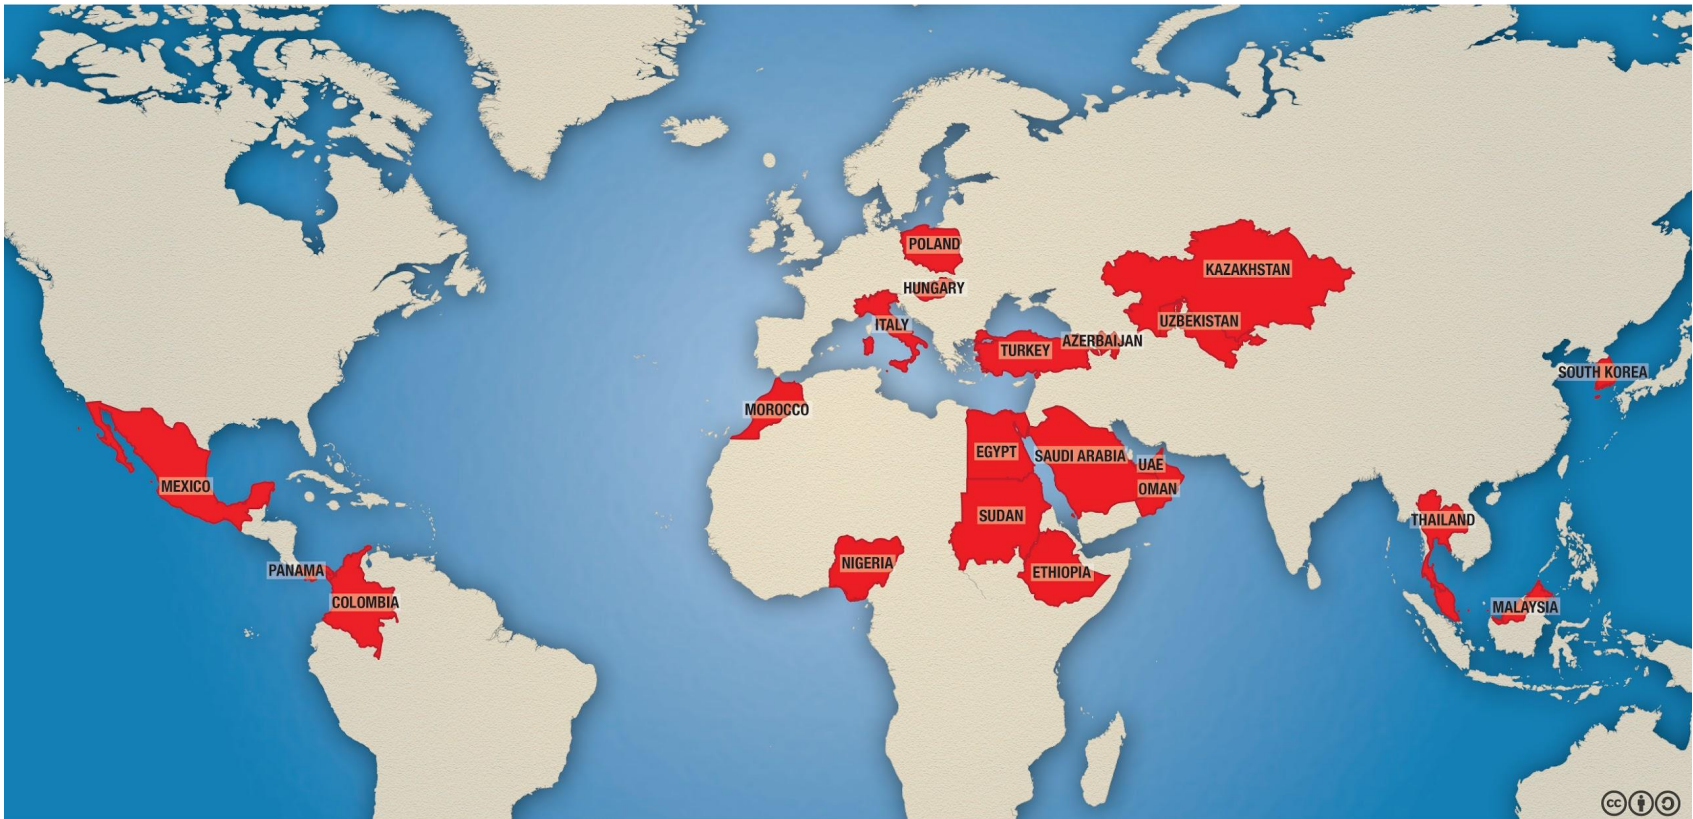 POLAND
KAZAKHSTAN
HUNGARY
UZBEKISTAN
ITALY
AZERBAIJAN
TURKEY
SOUTH KOREA
MOROCCO
EGYPT
SAUDI ARABIA
UAE
MEXICO
OMAN
SUDAN
THAILAND
NIGERIA
PANAMA
ETHIOPIA
COLOMBIA
MALAYSIA
cc